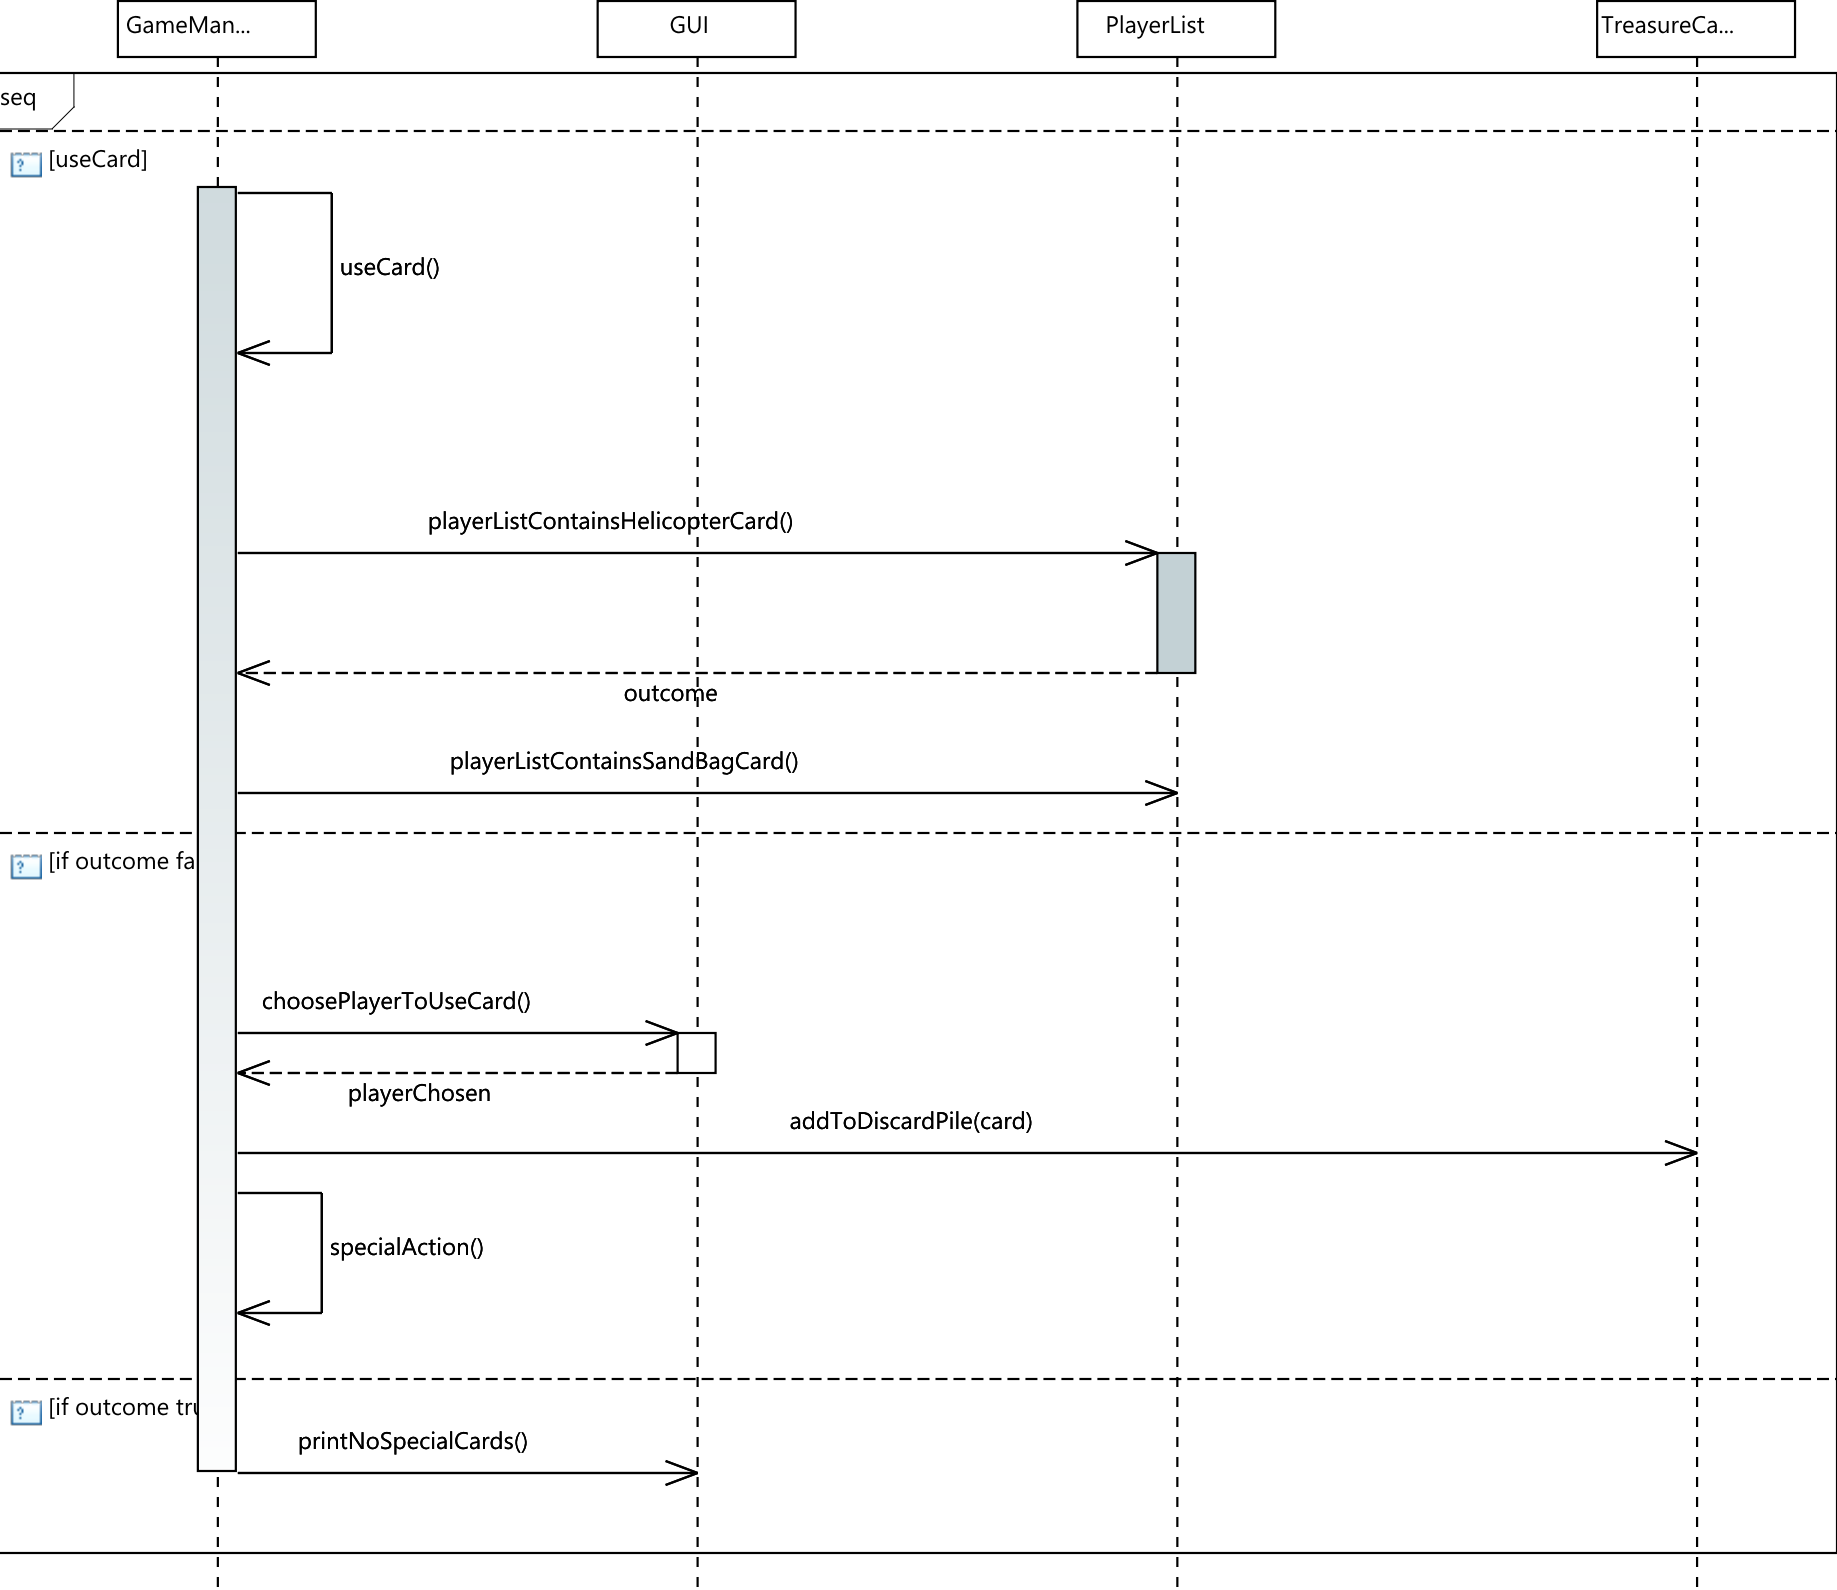 GameMan...
GUI
PlayerList
TreasureCa...
seq
[useCard]
useCard()
playerListContainsHelicopterCard()
outcome
playerListContainsSandBagCard()
[if outcome fa
choosePlayerToUseCard()
playerChosen
addToDiscardPile(card)
specialAction()
[if outcome tru
printNoSpecialCards()